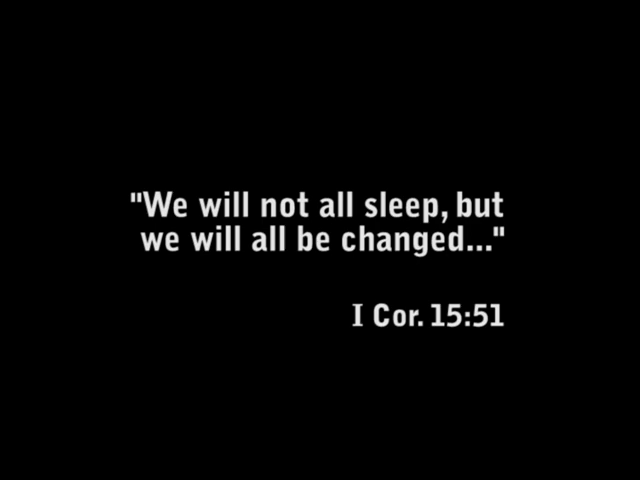 "We will not all sleep, but
we will all be changed..."
I Cor. 15:51